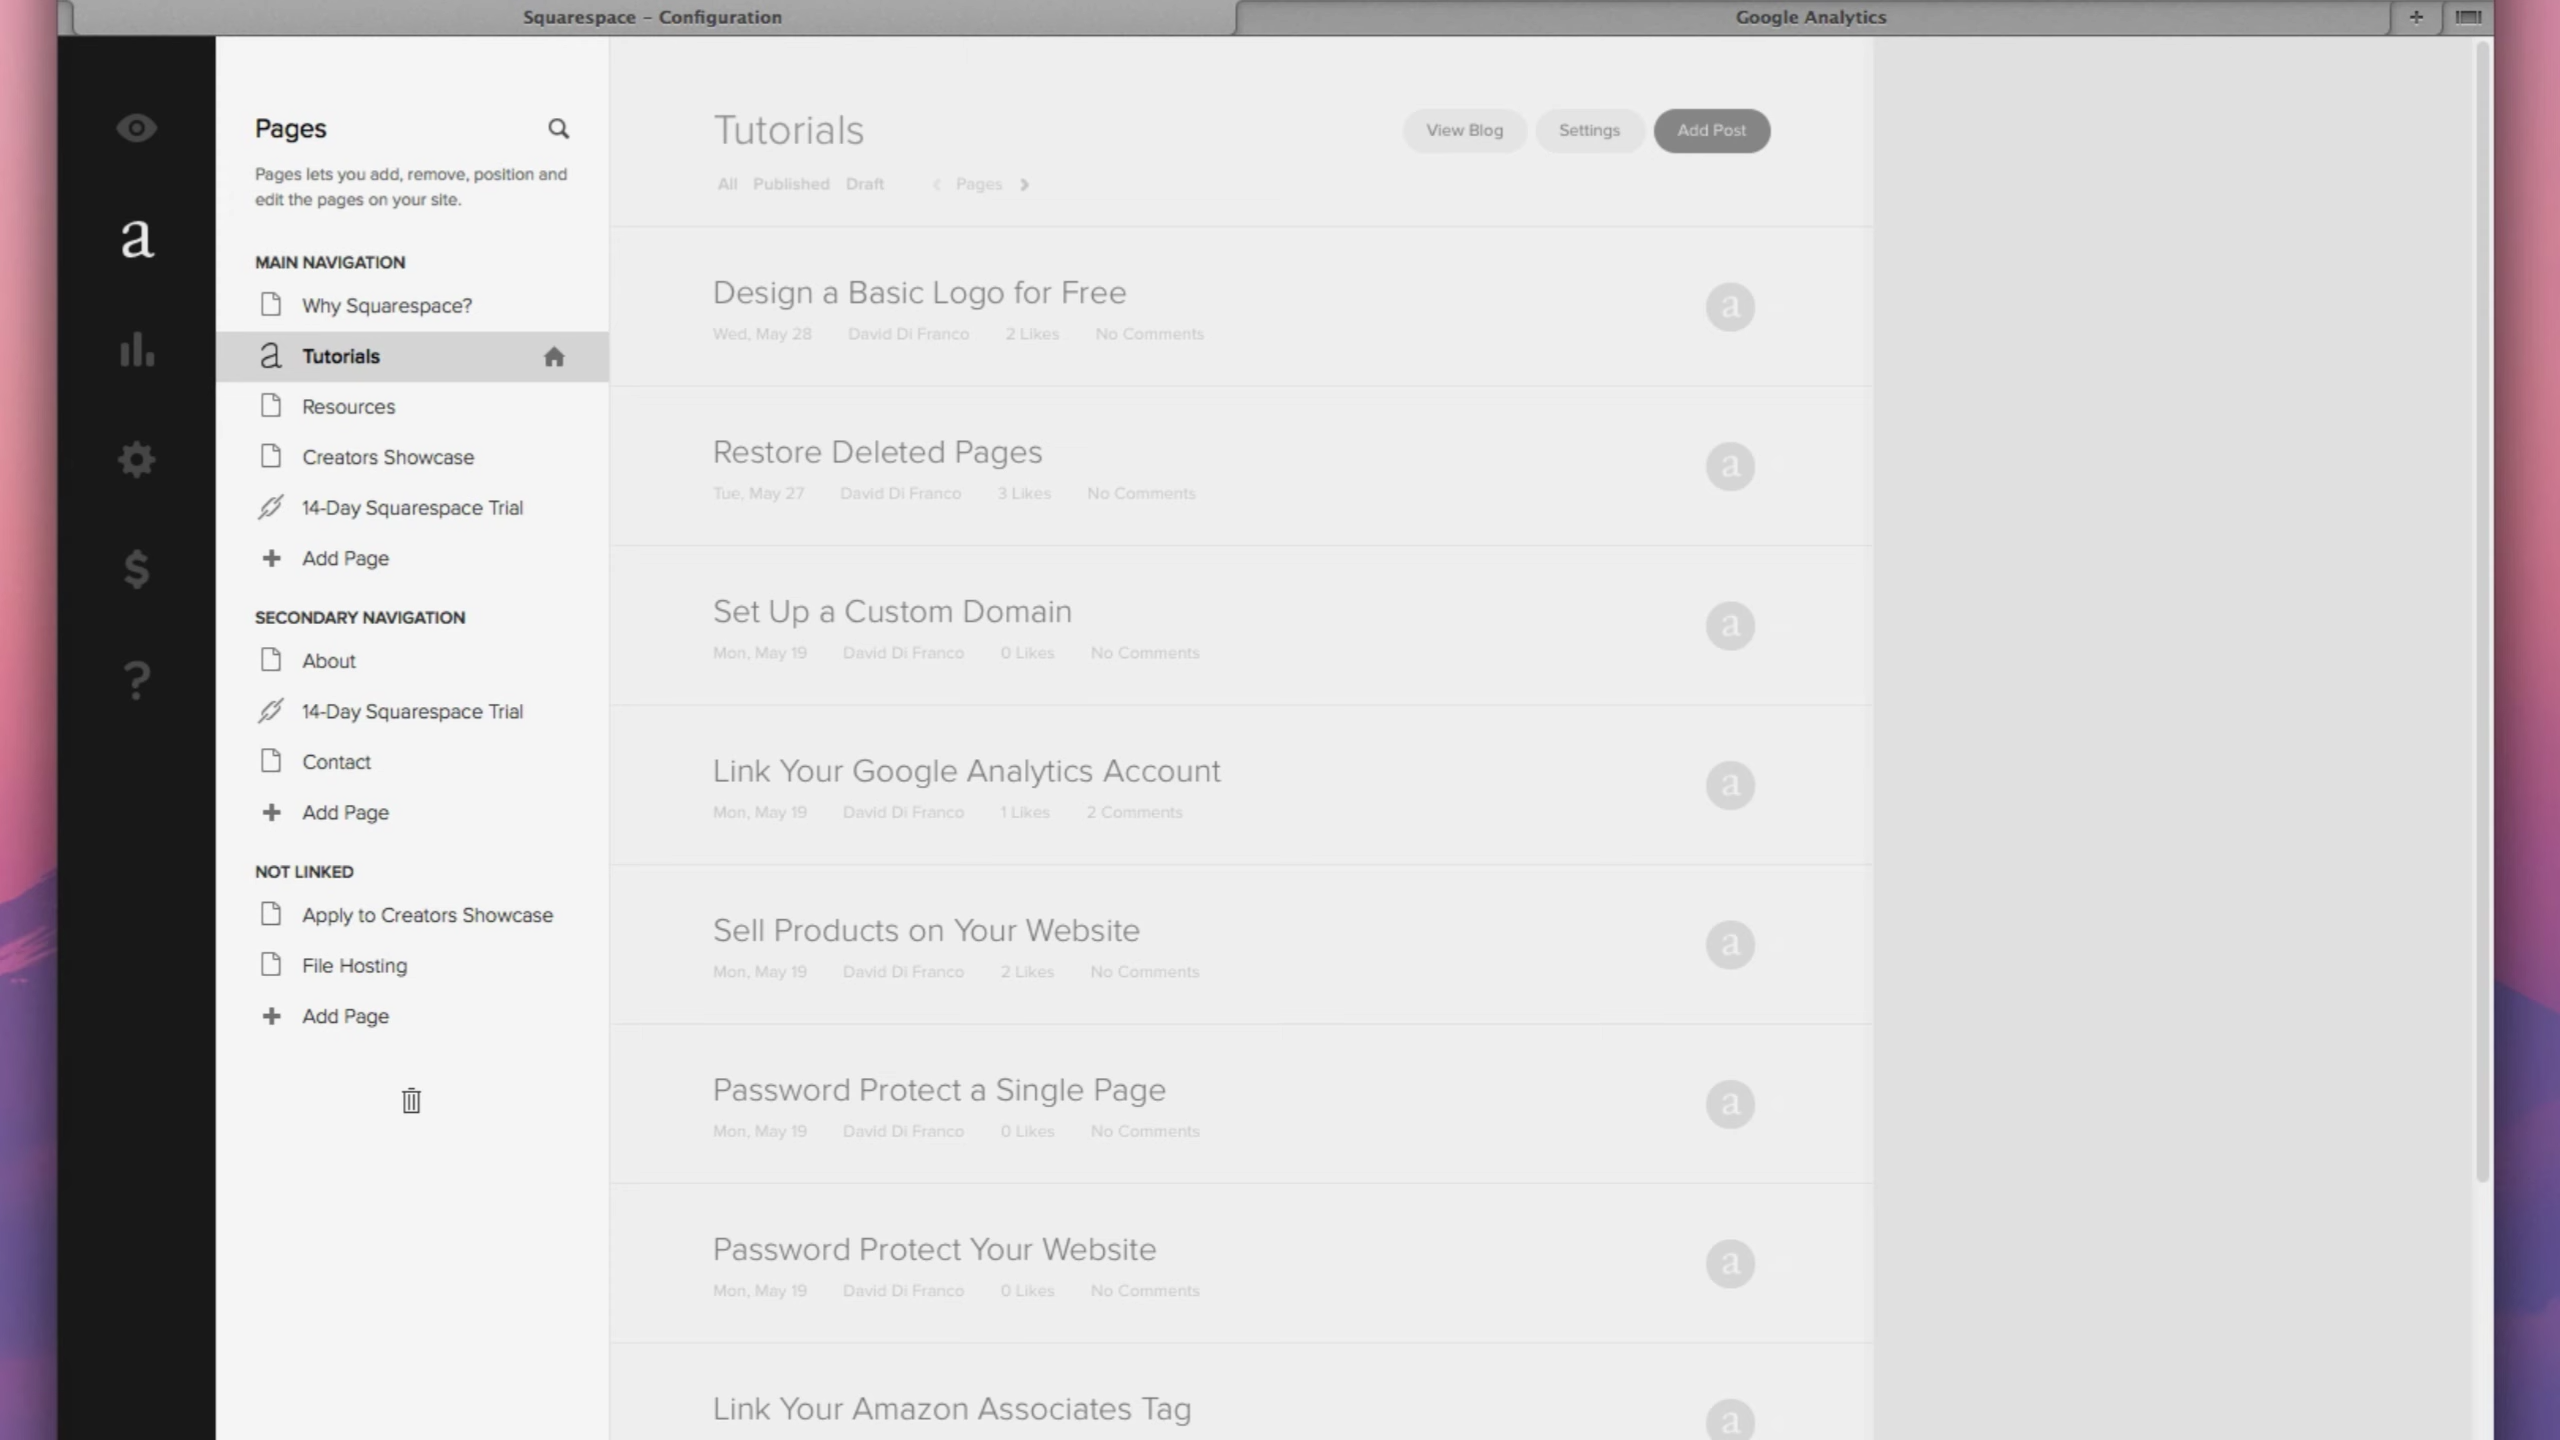 Squarespace – Configuration
Google Analytics
Pages
Pages lets you add, remove, position and
edit the pages on your site.
MAIN NAVIGATION
Why Squarespace?
a Tutorials
Resources
Creators Showcase
14-Day Squarespace Trial
+ Add Page
SECONDARY NAVIGATION
About
14-Day Squarespace Trial
Contact
+ Add Page
NOT LINKED
Apply to Creators Showcase
File Hosting
+ Add Page
a
$
?
Tutorials
View Blog
Settings
Add Post
All Published Draft < Pages >
Design a Basic Logo for Free
Wed, May 28 David Di Franco 2 Likes No Comments
a
Restore Deleted Pages
Tue, May 27 David Di Franco 3 Likes No Comments
a
Set Up a Custom Domain
Mon, May 19 David Di Franco 0 Likes No Comments
a
Link Your Google Analytics Account
Mon, May 19 David Di Franco 1 Likes 2 Comments
a
Sell Products on Your Website
Mon, May 19 David Di Franco 2 Likes No Comments
a
Password Protect a Single Page
Mon, May 19 David Di Franco 0 Likes No Comments
a
Password Protect Your Website
Mon, May 19 David Di Franco 0 Likes No Comments
a
Link Your Amazon Associates Tag
a